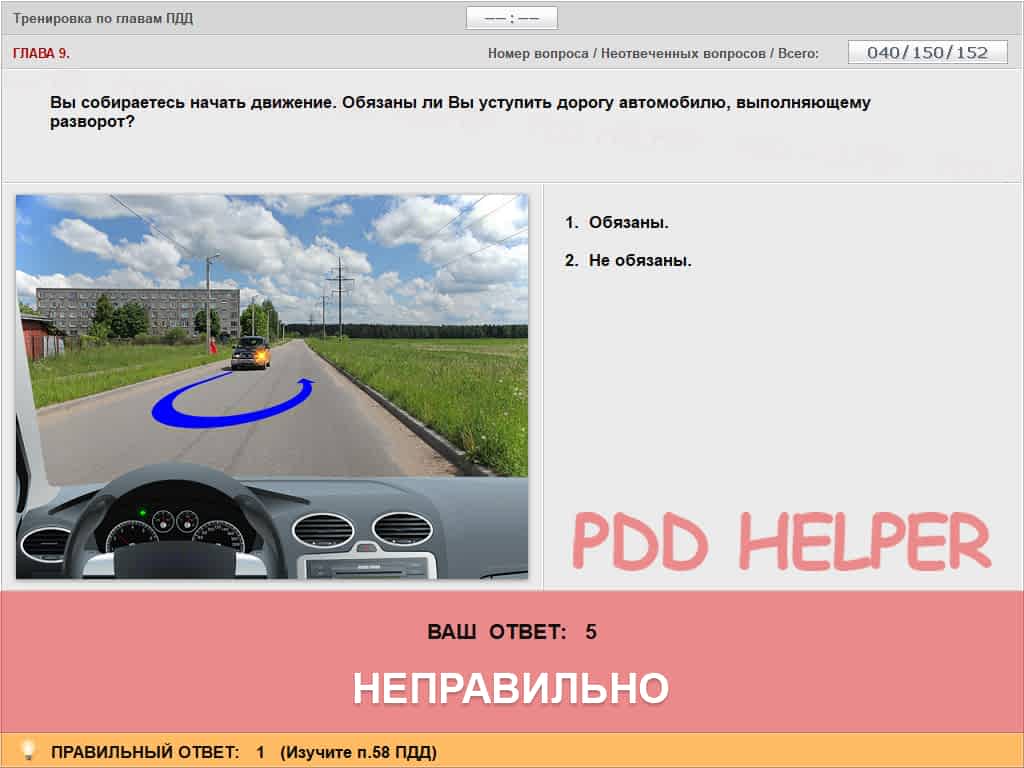 Тренировка по главам ПДД
–– : ––
ГЛАВА 9.
Номер вопроса / Неотвеченных вопросов / Всего:
040/150/152
Вы собираетесь начать движение. Обязаны ли Вы уступить дорогу автомобилю, выполняющему
разворот?
1. Обязаны.
2. Не обязаны.
PDD HELPER
ВАШ ОТВЕТ: 5
НЕПРАВИЛЬНО
ПРАВИЛЬНЫЙ ОТВЕТ: 1 (Изучите п.58 ПДД)